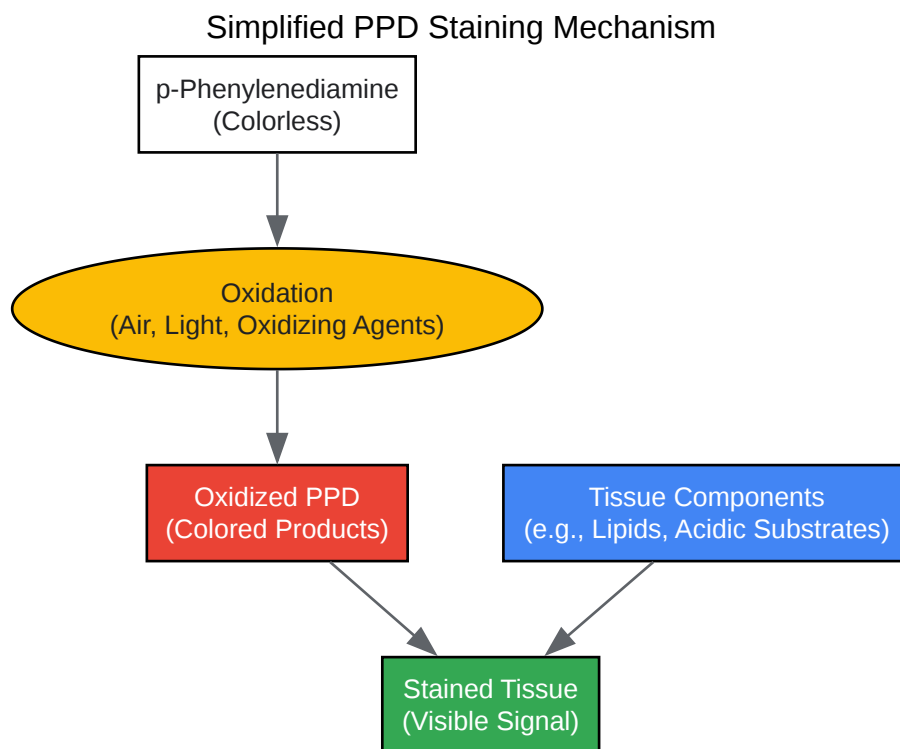 Simplified PPD Staining Mechanism
p-Phenylenediamine
(Colorless)
Oxidation
(Air, Light, Oxidizing Agents)
Oxidized PPD
(Colored Products)
Tissue Components
(e.g., Lipids, Acidic Substrates)
Stained Tissue
(Visible Signal)